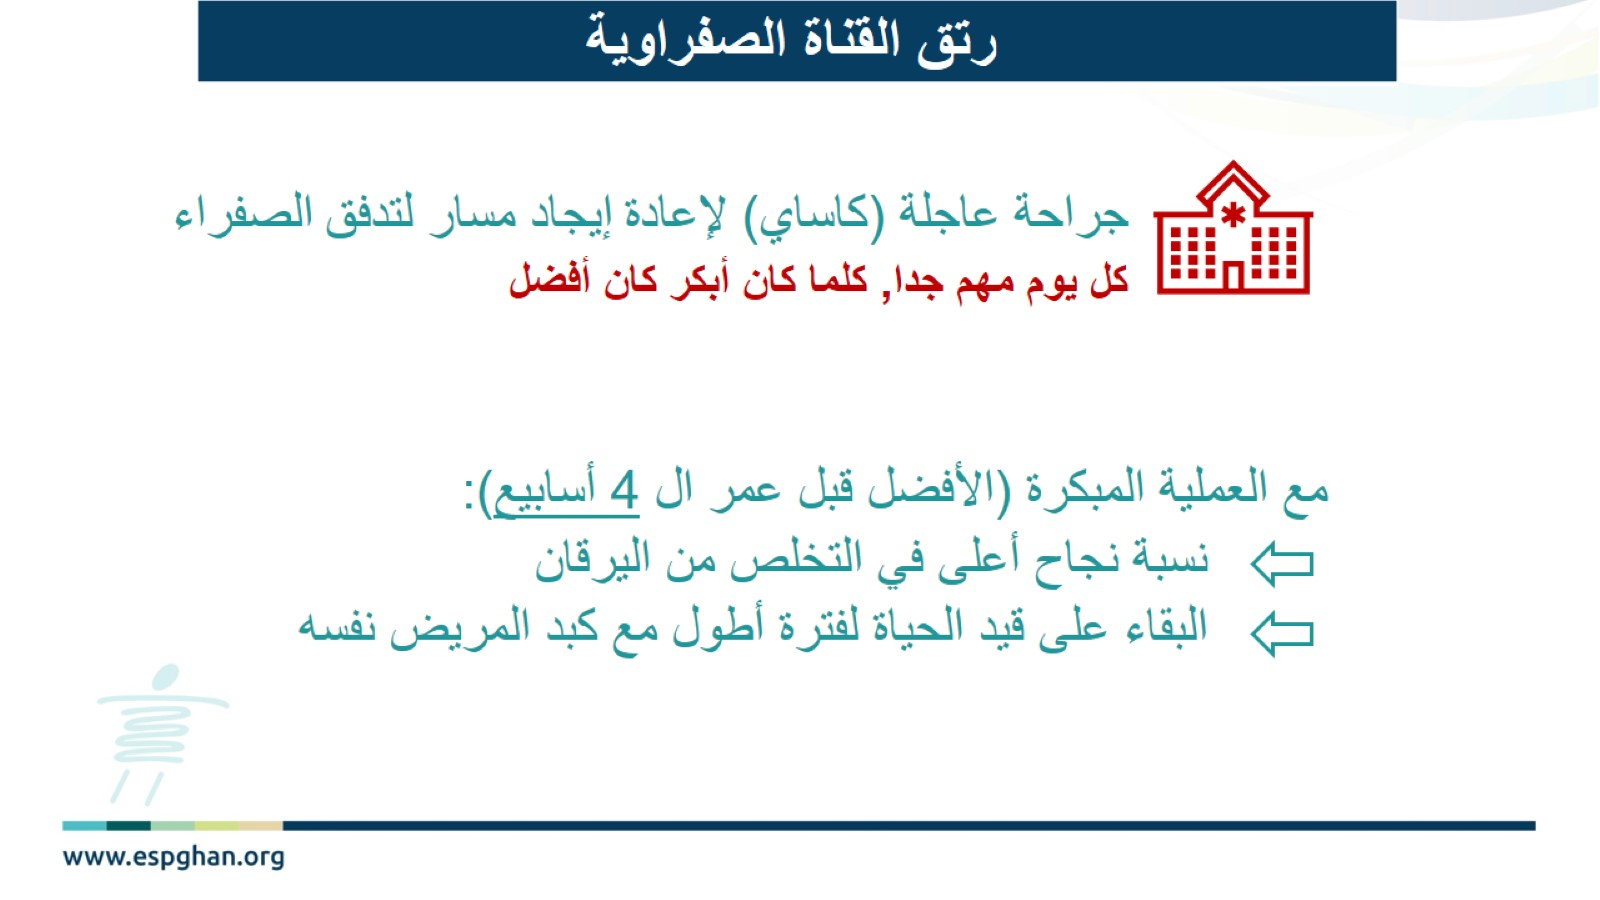 رتق القناة الصفراوية
جراحة عاجلة (كاساي) لإعادة إيجاد مسار لتدفق الصفراء
كل يوم مهم جدا, كلما كان أبكر كان أفضل
مع العملية المبكرة (الأفضل قبل عمر ال 4 أسابيع):
نسبة نجاح أعلى في التخلص من اليرقان
البقاء على قيد الحياة لفترة أطول مع كبد المريض نفسه
www.espghan.org